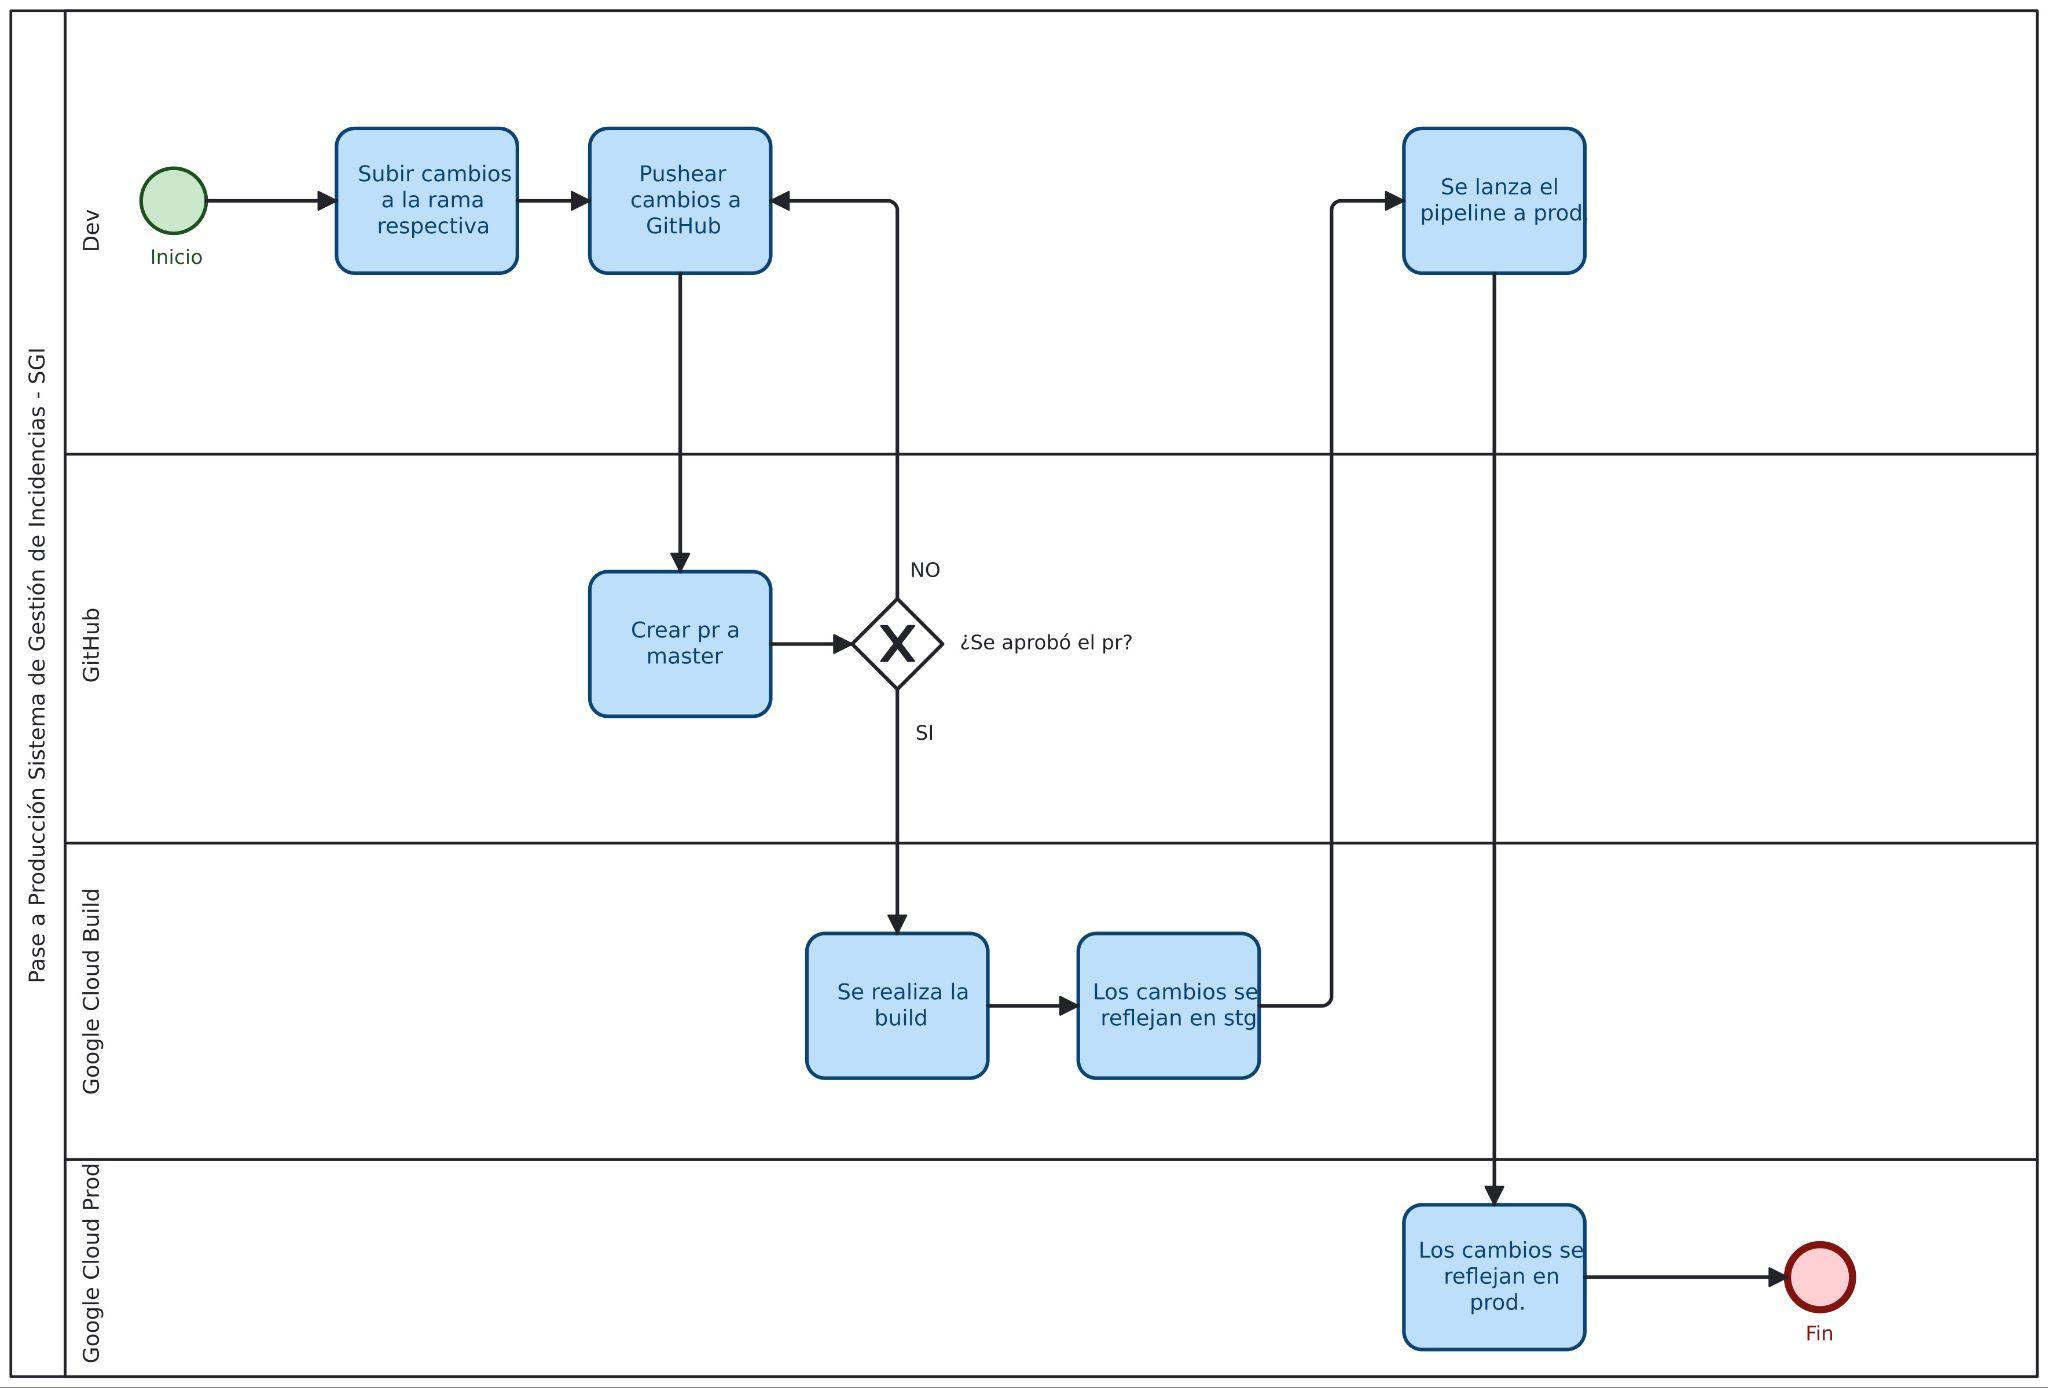 Pase a Producción Sistema de Gestión de Incidencias - SGI
Dev
Inicio
Subir cambios
a la rama
respectiva
Pushear
cambios a
GitHub
Se lanza el
pipeline a prod.
GitHub
Crear pr a
master
NO
¿Se aprobó el pr?
SI
Google Cloud Build
Se realiza la
build
Los cambios se
reflejan en stg
Google Cloud Prod
Los cambios se
reflejan en
prod.
Fin